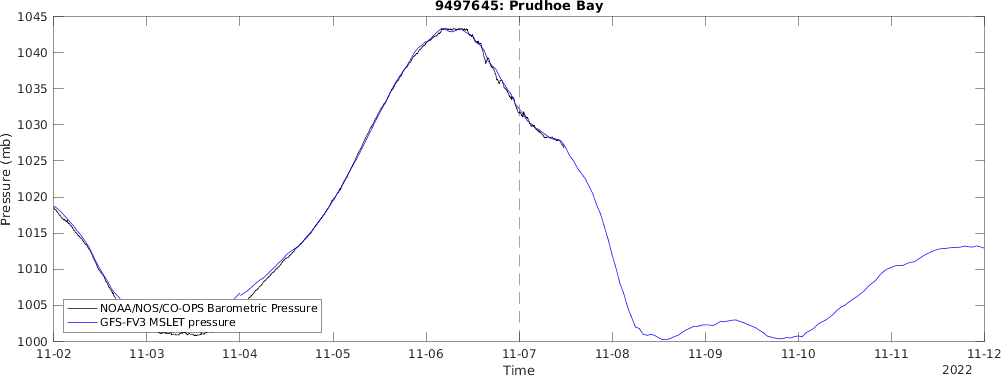 9497645: Prudhoe Bay
Pressure (mb)
1045
1040
1035
1030
1025
1020
1015
1010
1005
1000
NOAA/NOS/CO-OPS Barometric Pressure
GFS-FV3 MSLET pressure
11-02 11-03 11-04 11-05 11-06 11-07 11-08 11-09 11-10 11-11 11-12
Time
2022